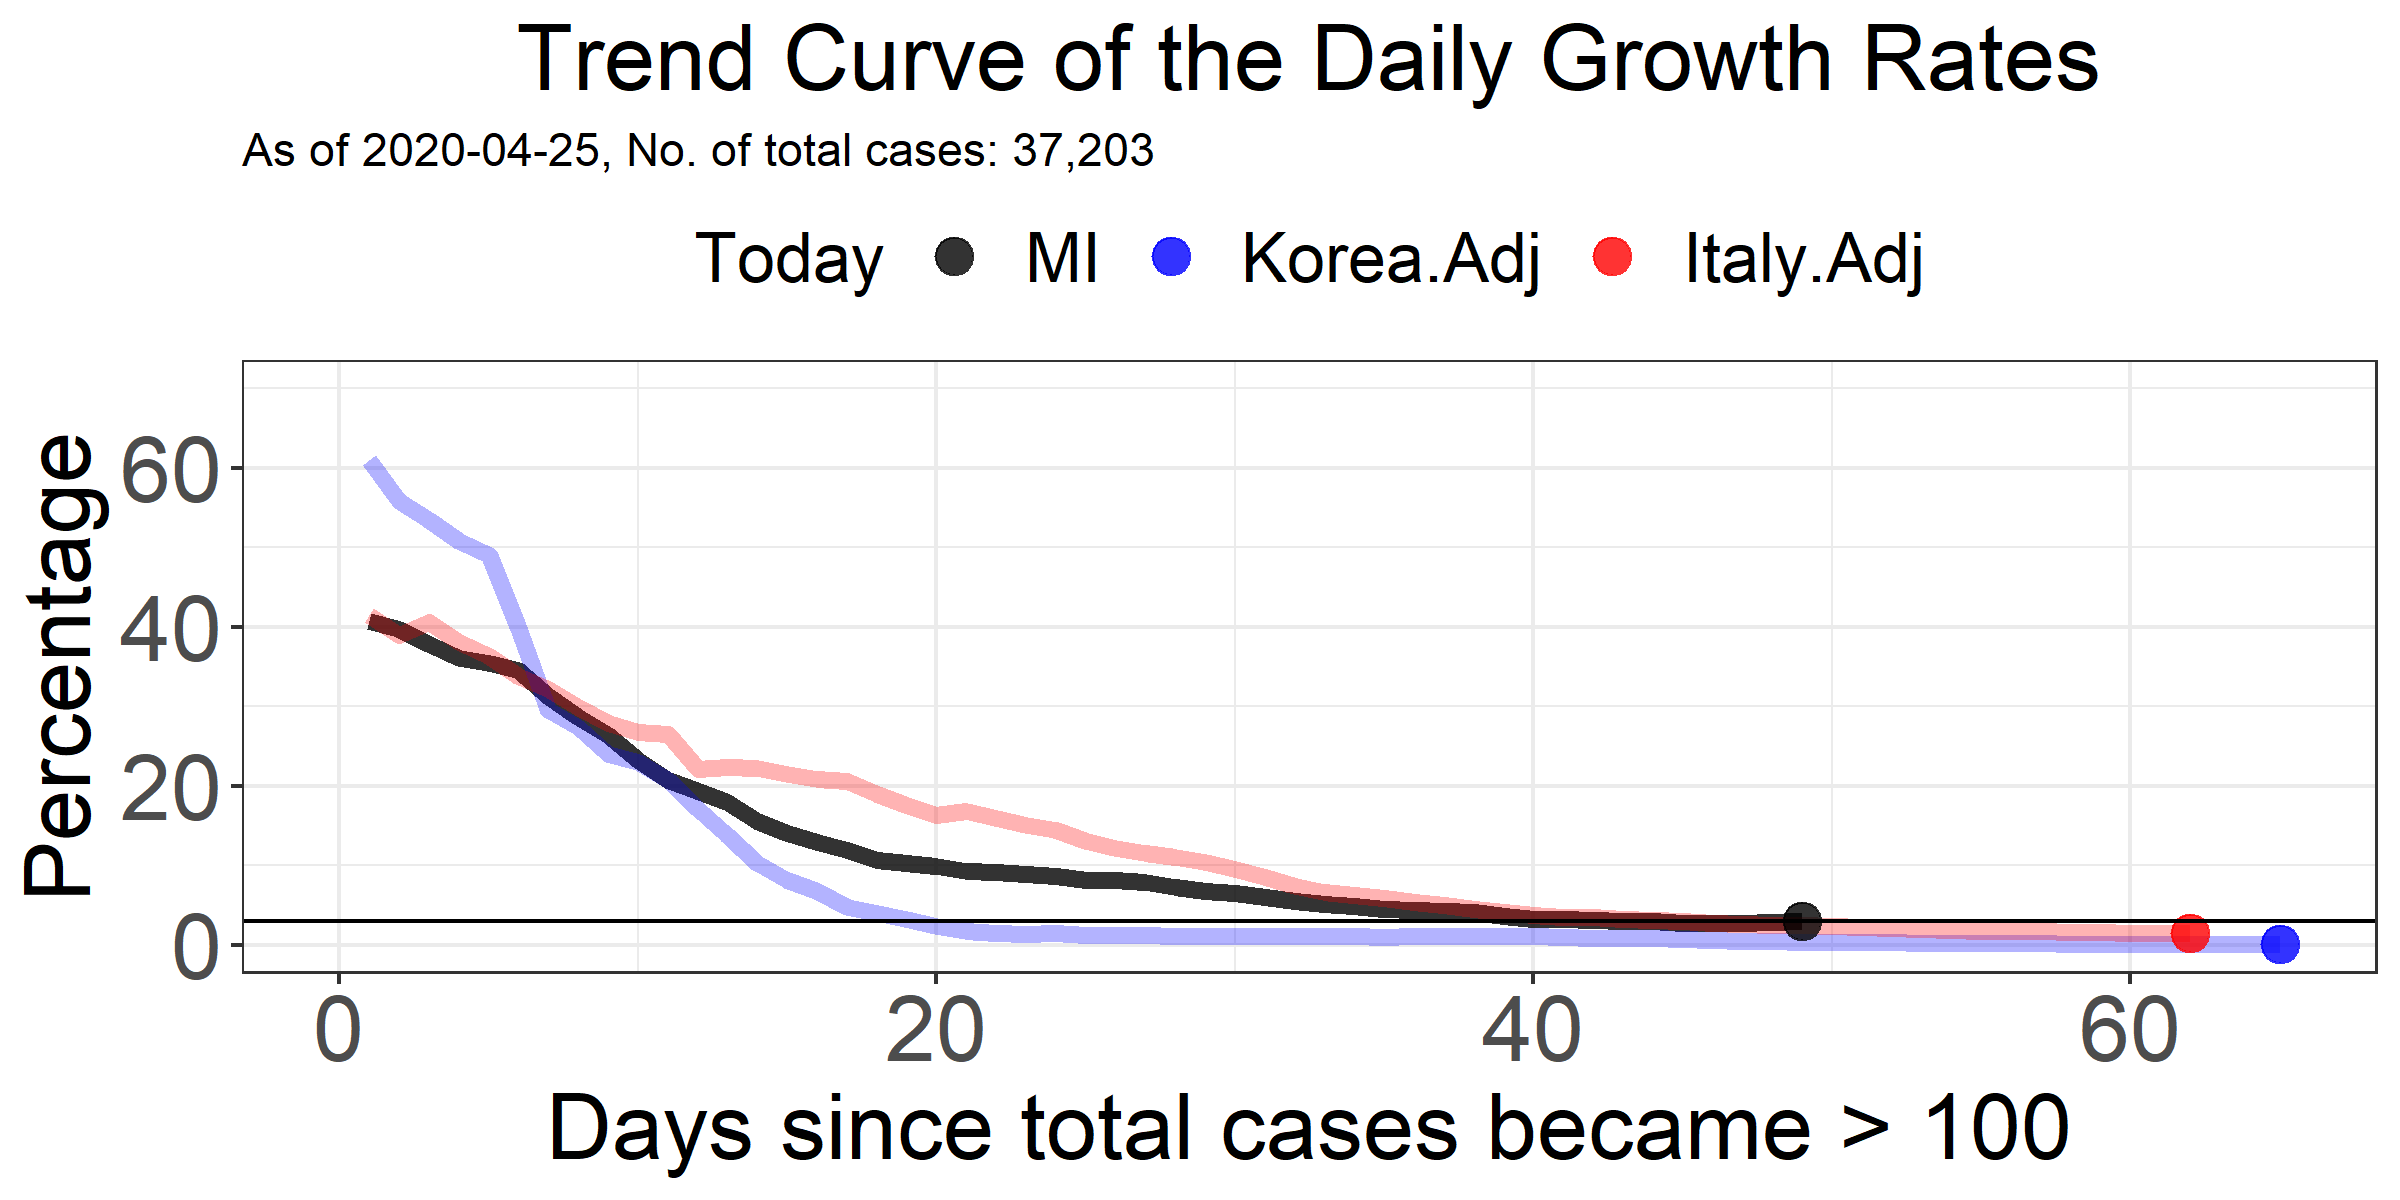 Trend Curve of the Daily Growth Rates
As of 2020-04-25, No. of total cases: 37,203
Today MI Korea.Adj Italy.Adj
Percentage
60
40
20
0
0 20 40 60
Days since total cases became > 100